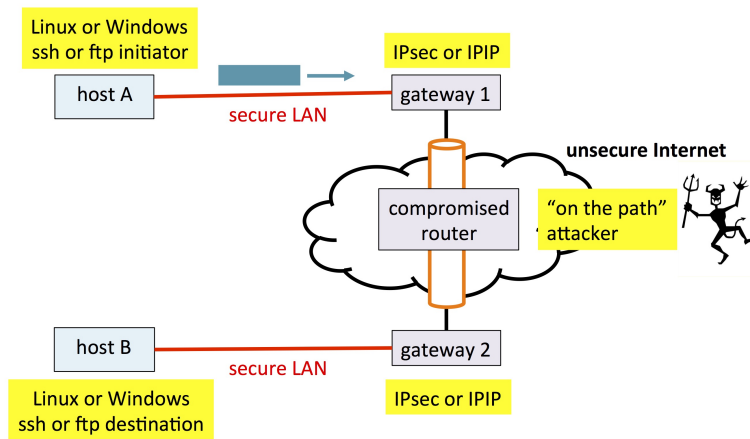 Linux or Windows
ssh or ftp initiator
IPsec or IPIP
host A
gateway 1
secure LAN
unsecure Internet
compromised
router
“on the path”
attacker
host B
gateway 2
secure LAN
Linux or Windows
ssh or ftp destination
IPsec or IPIP